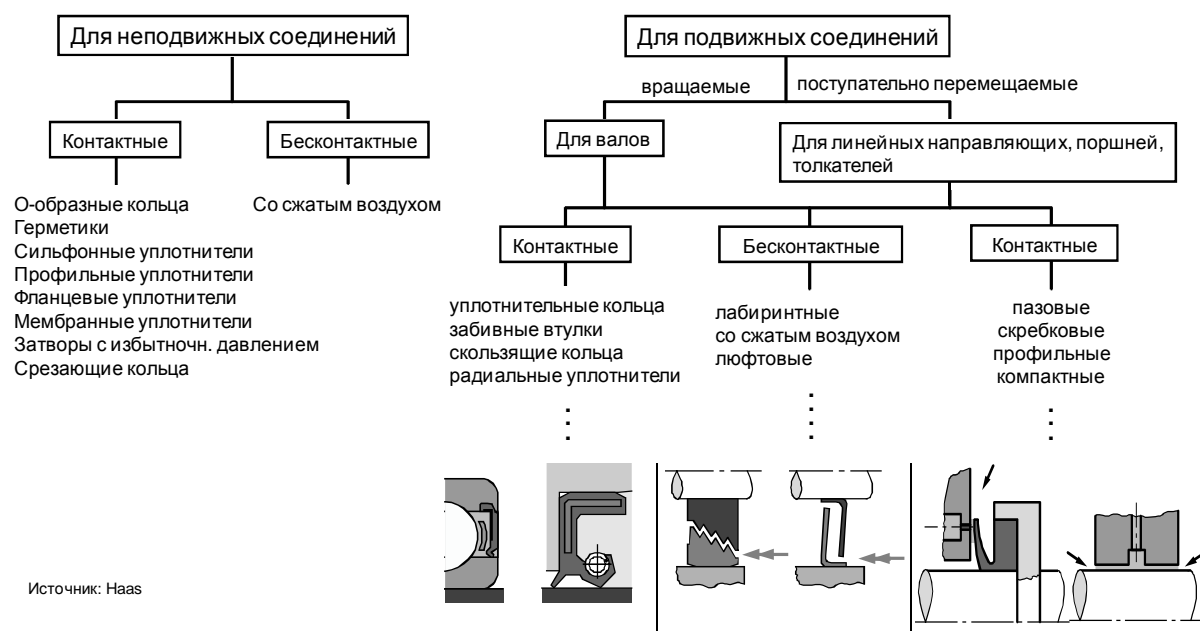 Для неподвижных соединений
Контактные
Бесконтактные
О-образные кольца
Герметики
Сильфонные уплотнители
Профильные уплотнители
Фланцевые уплотнители
Мембранные уплотнители
Затворы с избытночн. давлением
Срезающие кольца
Со сжатым воздухом
Для подвижных соединений
вращаемые
поступательно перемещаемые
Для валов
Для линейных направляющих, поршней,
толкателей
Контактные
Бесконтактные
Контактные
уплотнительные кольца
забивные втулки
скользящие кольца
радиальные уплотнители
лабиринтные
со сжатым воздухом
люфтовые
пазовые
скребковые
профильные
компактные
Источник: Haas